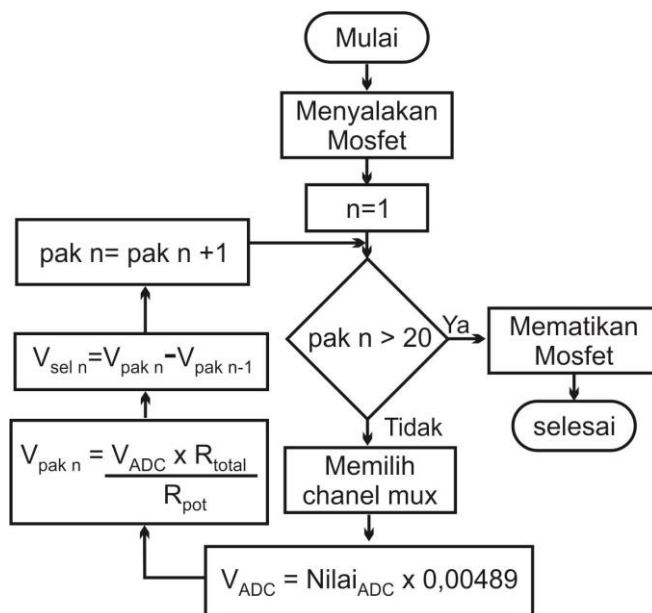 Mulai
Menyalakan
Mosfet
n=1
pak n= pak n +1
pak n > 20
Ya
Mematikan
Mosfet
selesai
Tidak
Memilih
chanel mux
V_ADC = Nilai_ADC x 0,00489
V_pak n = V_ADC x R_total
R_pot
V_sel n=V_pak n-V_pak n-1